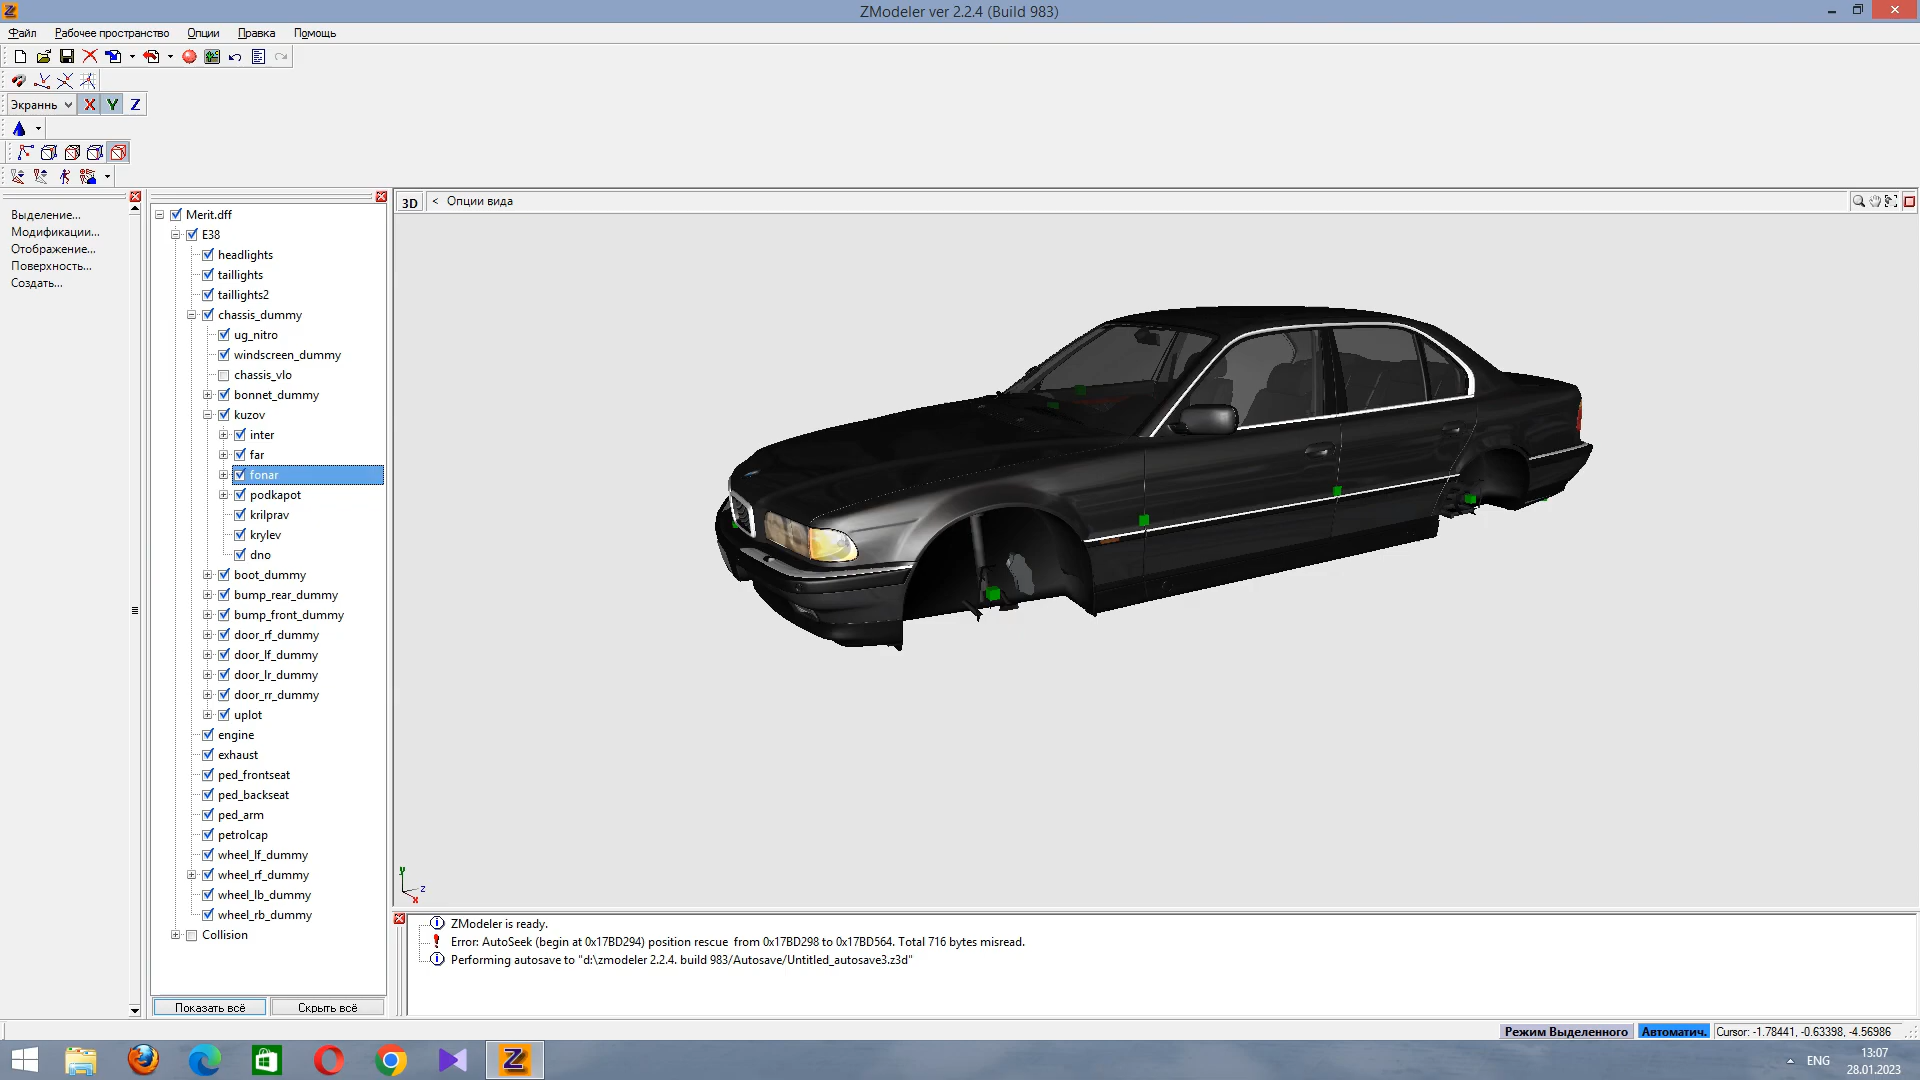 ZModeler ver 2.2.4 (Build 983)
Файл Рабочее пространство Опции Правка Помощь
Экраннь X Y Z
Выделение...
Модификации...
Отображение...
Поверхность...
Создать...
Merit.dff
E38
headlights
taillights
taillights2
chassis_dummy
ug_nitro
windscreen_dummy
chassis_vlo
bonnet_dummy
kuzov
inter
far
fonar
podkapot
krilprav
krylev
dno
boot_dummy
bump_rear_dummy
bump_front_dummy
door_rf_dummy
door_lf_dummy
door_lr_dummy
door_rr_dummy
uplot
engine
exhaust
ped_frontseat
ped_backseat
ped_arm
petrolcap
wheel_lf_dummy
wheel_rf_dummy
wheel_lb_dummy
wheel_rb_dummy
Collision
Показать всё Скрыть всё
3D < Опции вида
y
z
x
ZModeler is ready.
Error: AutoSeek (begin at 0x17BD294) position rescue from 0x17BD298 to 0x17BD564. Total 716 bytes misread.
Performing autosave to "d:\zmodeler 2.2.4. build 983/Autosave/Untitled_autosave3.z3d"
Режим Выделенного Автоматич. Cursor: -1.78441, -0.63398, -4.56986
ENG
13:07
28.01.2023